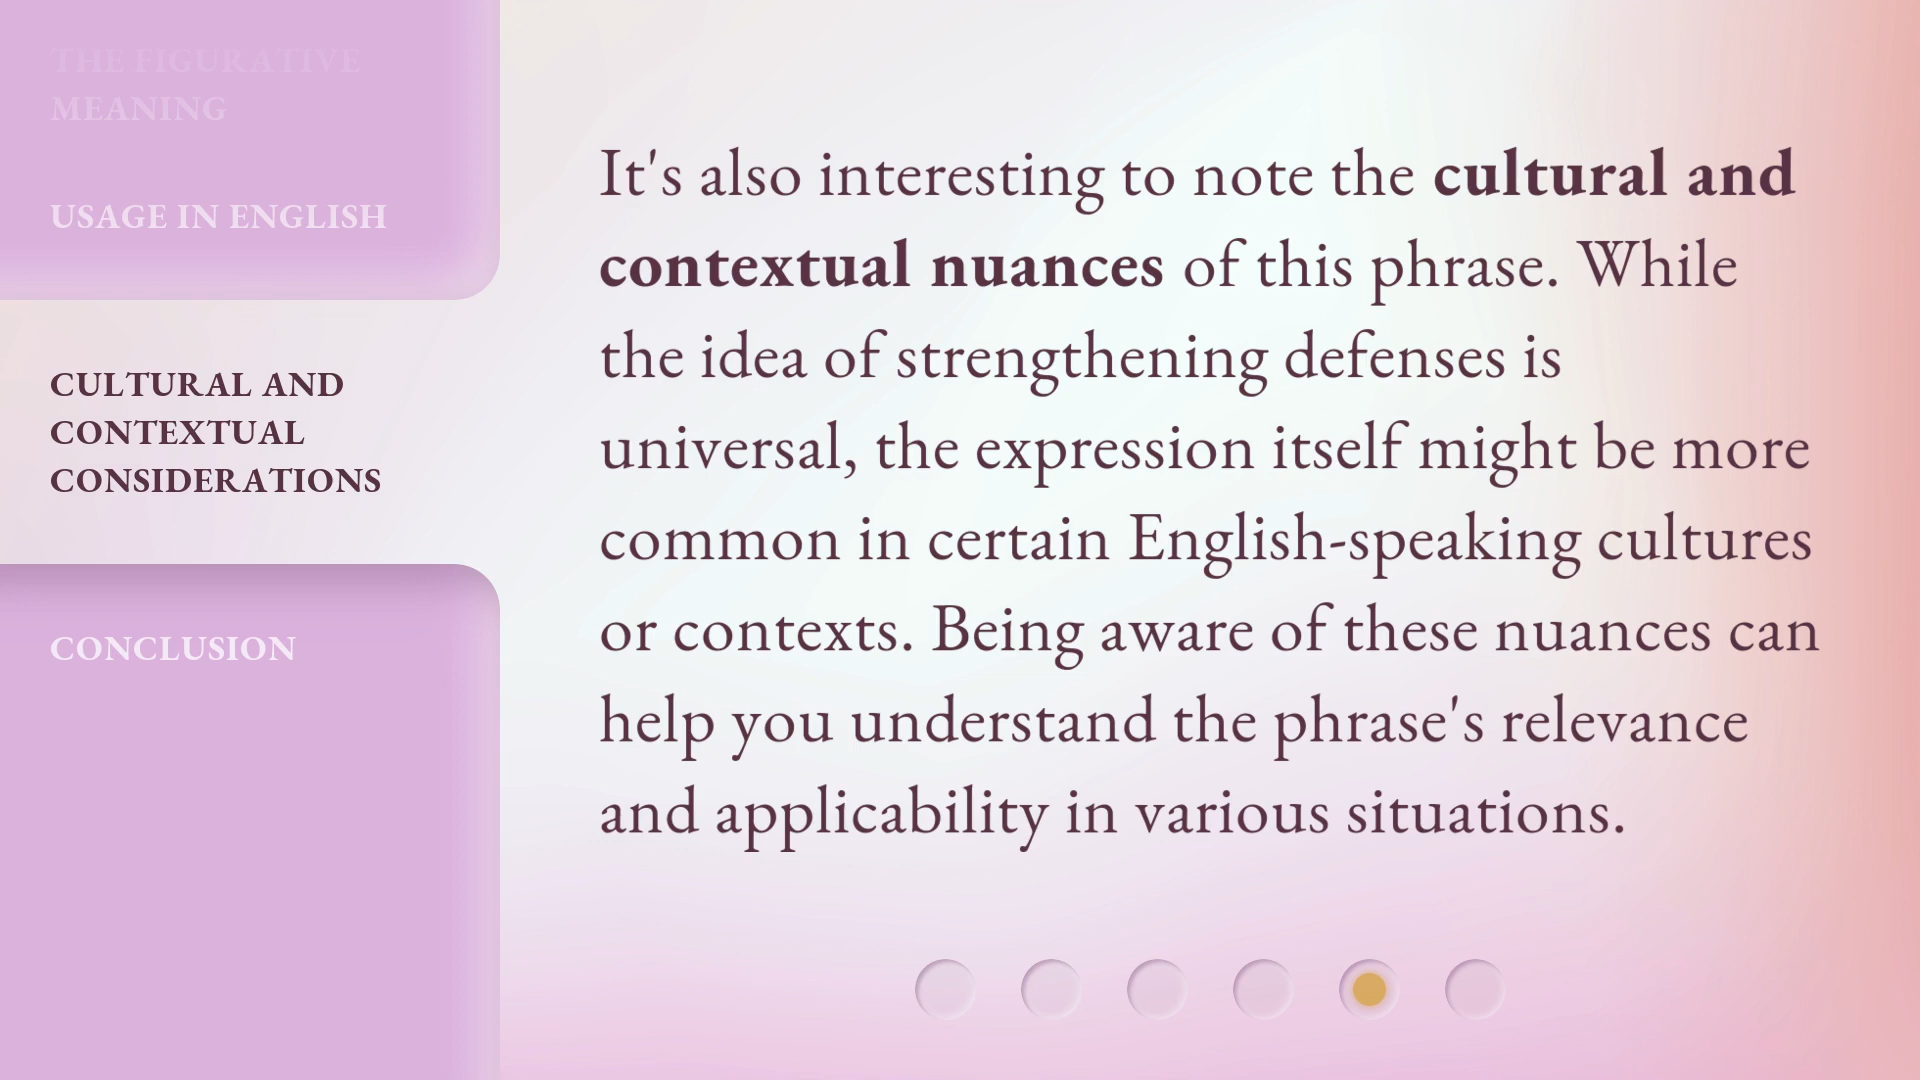 THE FIGURATIVE
MEANING
USAGE IN ENGLISH
CULTURAL AND
CONTEXTUAL
CONSIDERATIONS
CONCLUSION
It's also interesting to note the cultural and
contextual nuances of this phrase. While
the idea of strengthening defenses is
universal, the expression itself might be more
common in certain English-speaking cultures
or contexts. Being aware of these nuances can
help you understand the phrase's relevance
and applicability in various situations.